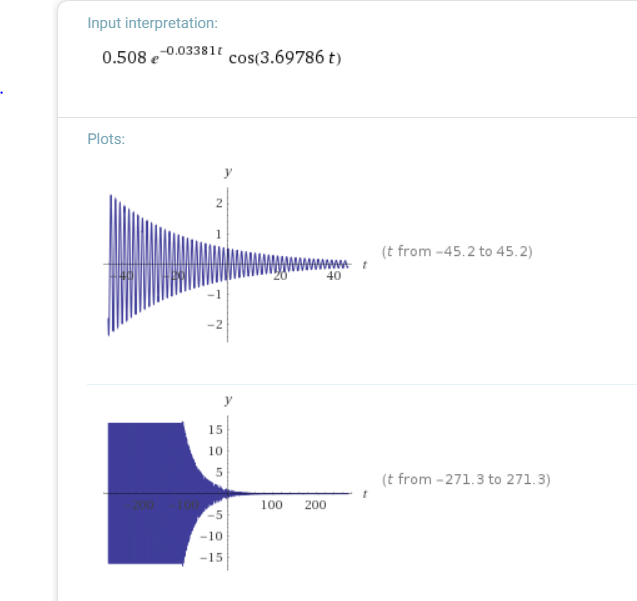 Input interpretation:
0.508 e^(-0.03381t) cos(3.69786 t)
Plots:
y
2
1
-40 -20 20 40 t
-1
-2
(t from -45.2 to 45.2)
y
15
10
5
-200 -100 100 200 t
-5
-10
-15
(t from -271.3 to 271.3)